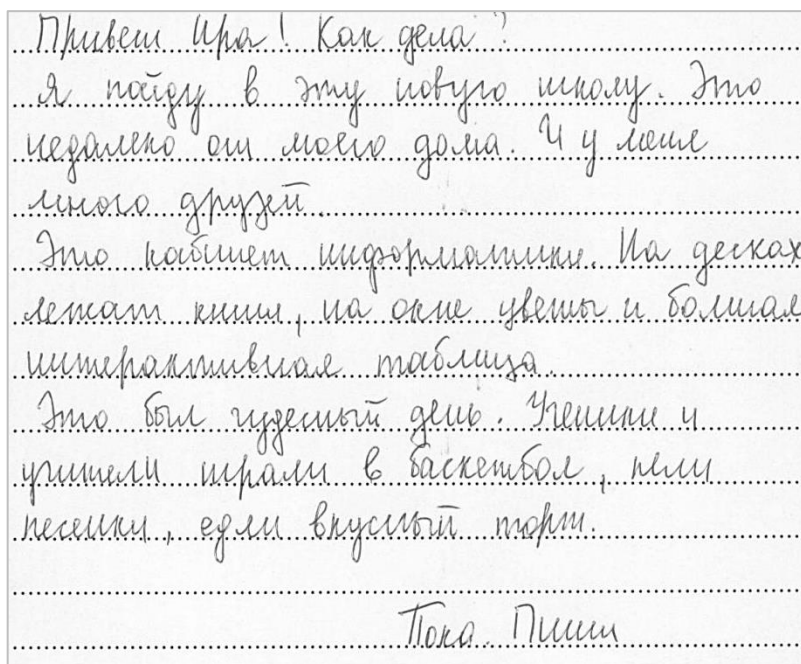 Привет Ира! Как дела?
Я пойду в эту новую школу. Это
недалеко от моего дома. И у меня
много друзей.
Это кабинет информатики. На десках
лежат книги, на окне цветы и болшая
интерактивная таблица.
Это был чудесный день. Ученики и
учители играли в баскетбол, пели
песенки, едли вкусный торт.
Пока. Пиши